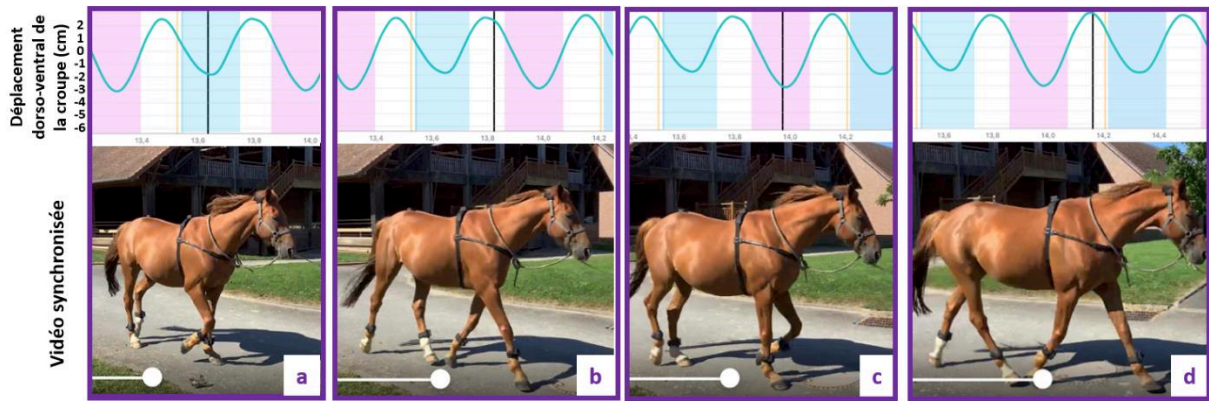 Déplacement
dorso-ventral de
la croupe (cm)
2
1
0
-1
-2
-3
-4
-5
-6
13,4 13,6 13,8 14,0
13,4 13,6 13,8 14,0 14,2
13,6 13,8 14,0 14,2
13,6 13,8 14,0 14,2 14,4
Vidéo synchronisée
a
b
c
d